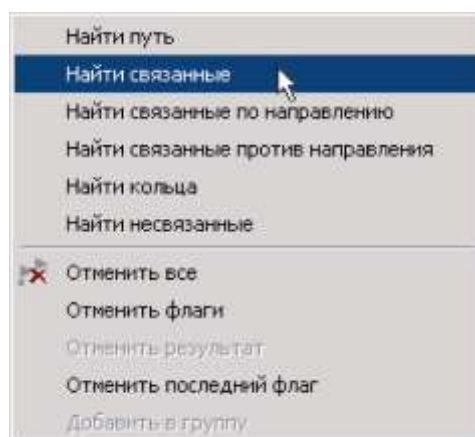 Найти путь
Найти связанные
Найти связанные по направлению
Найти связанные против направления
Найти кольца
Найти несвязанные
Отменить все
Отменить флаги
Отменить результат
Отменить последний флаг
Добавить в группу